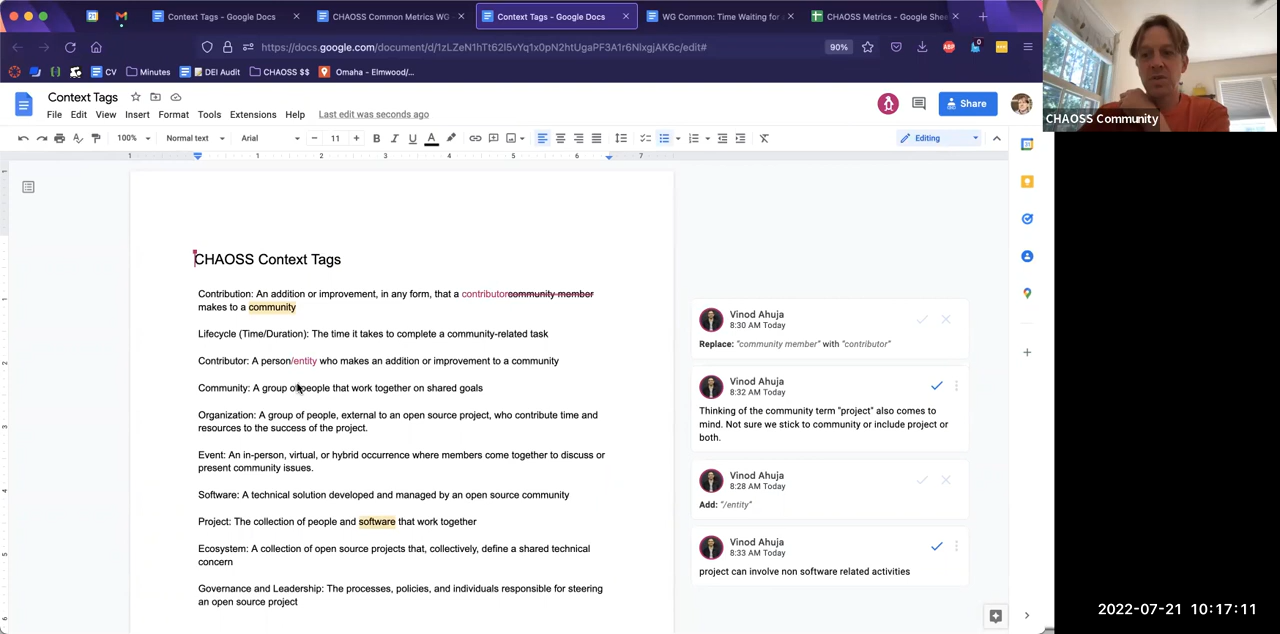 Context Tags - Google Docs
CHAOSS Common Metrics WG
Context Tags - Google Docs
WG Common: Time Waiting for
CHAOSS Metrics - Google She
https://docs.google.com/document/d/1zLZeN1hTt62I5vYq1x0pN2htUgaPF3A1r6NlxgjAK6c/edit#
90%
ABP
0
CV
Minutes
DEI Audit
CHAOSS $$
Omaha - Elmwood/...
CHAOSS Community
Context Tags
File Edit View Insert Format Tools Extensions Help Last edit was seconds ago
Share
100% Normal text Arial 11 Editing
1 1 2 3 4 5 6 7
CHAOSS Context Tags
Contribution: An addition or improvement, in any form, that a contributorcommunity member
makes to a community
Lifecycle (Time/Duration): The time it takes to complete a community-related task
Contributor: A person/entity who makes an addition or improvement to a community
Community: A group of people that work together on shared goals
Organization: A group of people, external to an open source project, who contribute time and
resources to the success of the project.
Event: An in-person, virtual, or hybrid occurrence where members come together to discuss or
present community issues.
Software: A technical solution developed and managed by an open source community
Project: The collection of people and software that work together
Ecosystem: A collection of open source projects that, collectively, define a shared technical
concern
Governance and Leadership: The processes, policies, and individuals responsible for steering
an open source project
Vinod Ahuja
8:30 AM Today
Replace: "community member" with "contributor"
Vinod Ahuja
8:32 AM Today
Thinking of the community term "project" also comes to
mind. Not sure we stick to community or include project or
both.
Vinod Ahuja
8:28 AM Today
Add: "/entity"
Vinod Ahuja
8:33 AM Today
project can involve non software related activities
2022-07-21 10:17:11